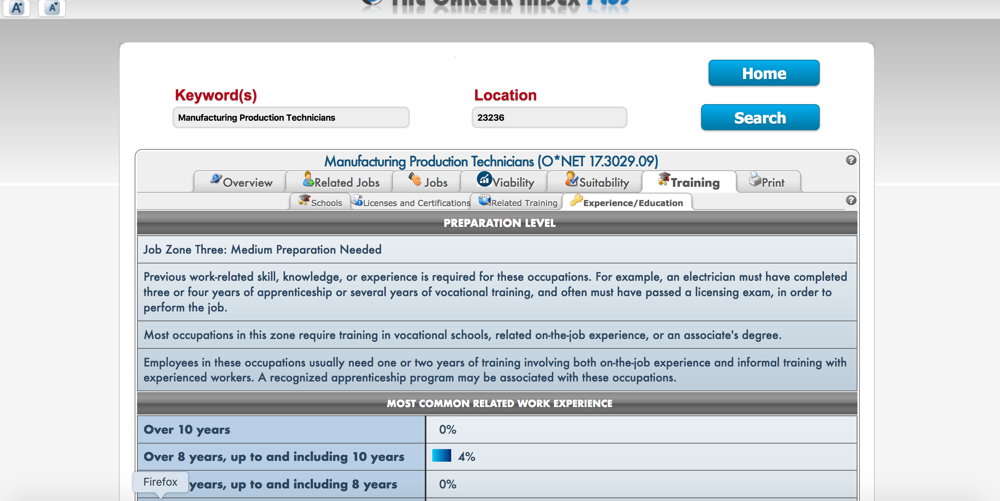 A A
THE CAREER INDEX Plus
Home
Keyword(s) Location
Manufacturing Production Technicians 23236
Search
Manufacturing Production Technicians (O*NET 17.3029.09) ?
Overview Related Jobs Jobs Viability Suitability Training Print
Schools Licenses and Certifications Related Training Experience/Education ?
PREPARATION LEVEL
Job Zone Three: Medium Preparation Needed
Previous work-related skill, knowledge, or experience is required for these occupations. For example, an electrician must have completed
three or four years of apprenticeship or several years of vocational training, and often must have passed a licensing exam, in order to
perform the job.
Most occupations in this zone require training in vocational schools, related on-the-job experience, or an associate's degree.
Employees in these occupations usually need one or two years of training involving both on-the-job experience and informal training with
experienced workers. A recognized apprenticeship program may be associated with these occupations.
MOST COMMON RELATED WORK EXPERIENCE
Over 10 years 0%
Over 8 years, up to and including 10 years 4%
Firefox years, up to and including 8 years 0%